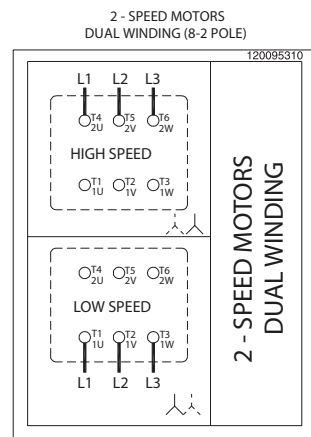 2 - SPEED MOTORS
DUAL WINDING (8-2 POLE)
120095310
L1 L2 L3
T4 T5 T6
2U 2V 2W
HIGH SPEED
T1 T2 T3
1U 1V 1W
T4 T5 T6
2U 2V 2W
LOW SPEED
T1 T2 T3
1U 1V 1W
L1 L2 L3
2 - SPEED MOTORS
DUAL WINDING